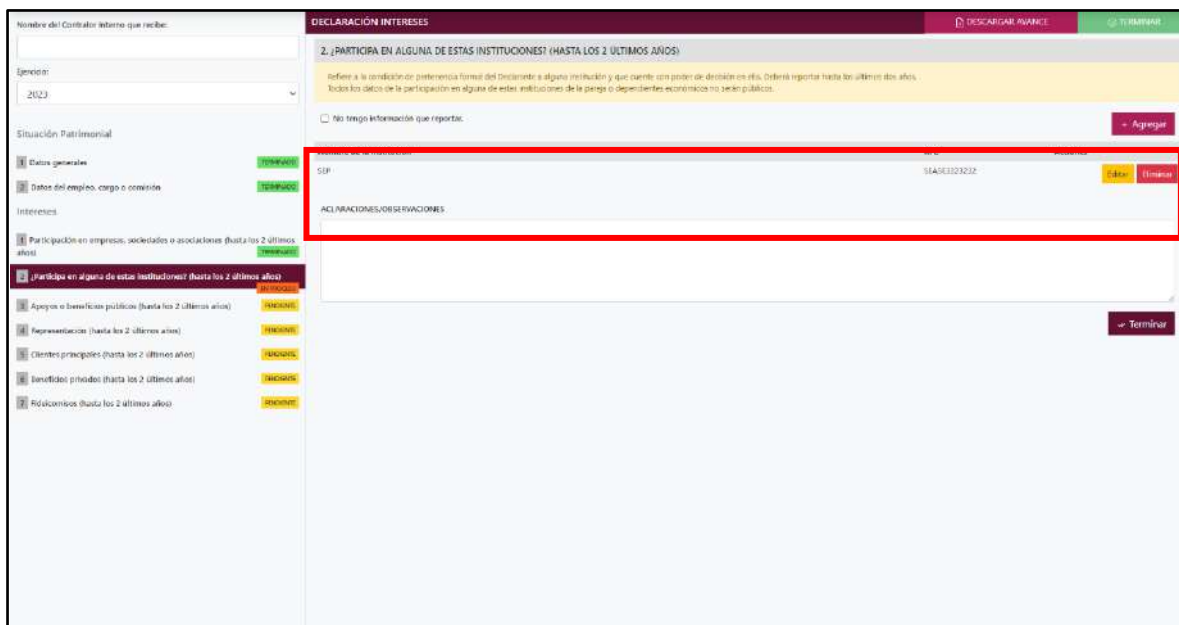 Nombre del Contralor interno que recibe:
Ejercicio:
2023
Situación Patrimonial
1 Datos generales TERMINADO
2 Datos del empleo, cargo o comisión TERMINADO
Intereses
1 Participación en empresas, sociedades o asociaciones (hasta los 2 últimos
años) TERMINADO
2 ¿Participa en alguna de estas instituciones? (hasta los 2 últimos años)
EN PROCESO
3 Apoyos o beneficios públicos (hasta los 2 últimos años) PENDIENTE
4 Representación (hasta los 2 últimos años) PENDIENTE
5 Clientes principales (hasta los 2 últimos años) PENDIENTE
6 Beneficios privados (hasta los 2 últimos años) PENDIENTE
7 Fideicomisos (hasta los 2 últimos años) PENDIENTE
DECLARACIÓN INTERESES
DESCARGAR AVANCE
TERMINAR
2. ¿PARTICIPA EN ALGUNA DE ESTAS INSTITUCIONES? (HASTA LOS 2 ÚLTIMOS AÑOS)
Refiere a la condición de pertenencia formal del Declarante a alguna institución y que cuente con poder de decisión en ella. Deberá reportar hasta los últimos dos años.
Todos los datos de la participación en alguna de estas instituciones de la pareja o dependientes económicos no serán públicos.
No tengo información que reportar.
+ Agregar
SEP
Editar Eliminar
ACLARACIONES/OBSERVACIONES
Terminar